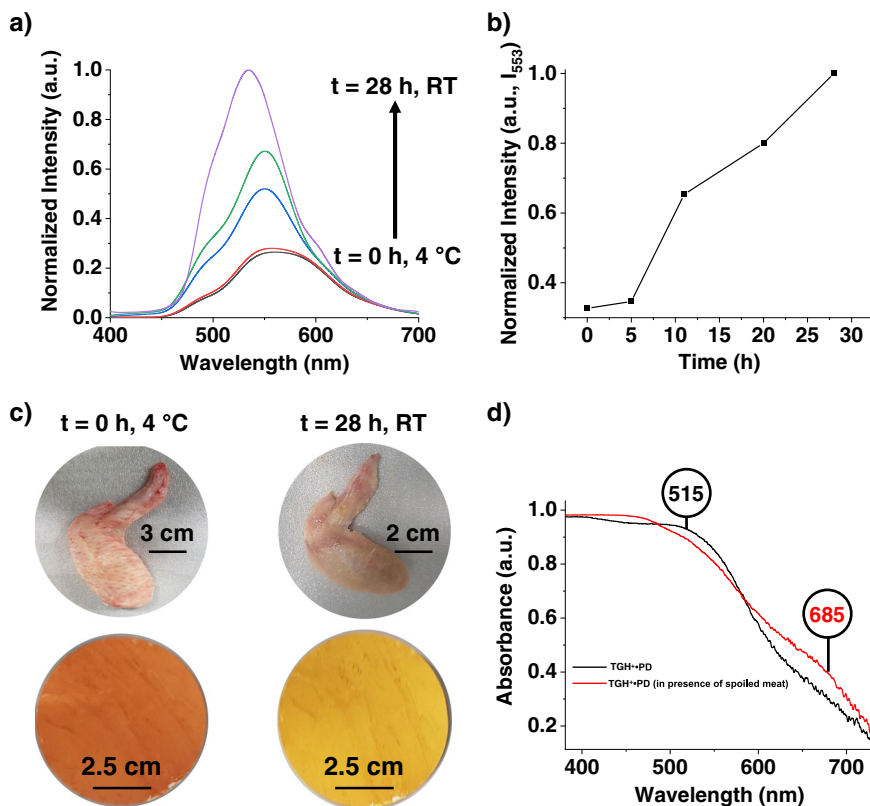 a)
Normalized Intensity (a.u.)
1.0
0.8
0.6
0.4
0.2
0.0
400
500
600
700
Wavelength (nm)
t = 28 h, RT
t = 0 h, 4 °C
b)
Normalized Intensity (a.u., I553)
1.0
0.8
0.6
0.4
0
5
10
15
20
25
30
Time (h)
c)
t = 0 h, 4 °C
t = 28 h, RT
3 cm
2 cm
2.5 cm
2.5 cm
d)
Absorbance (a.u.)
1.0
0.8
0.6
0.4
0.2
515
685
TGH⁺•PD
TGH⁺•PD (in presence of spoiled meat)
400
500
600
700
Wavelength (nm)